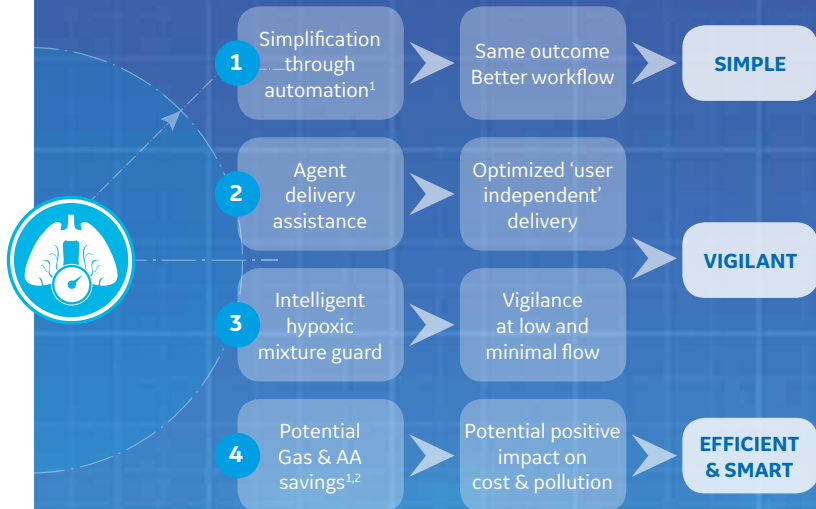 1
Simplification
through
automation¹
Same outcome
Better workflow
SIMPLE
2
Agent
delivery
assistance
Optimized ‘user
independent’
delivery
VIGILANT
3
Intelligent
hypoxic
mixture guard
Vigilance
at low and
minimal flow
4
Potential
Gas & AA
savings¹,²
Potential positive
impact on
cost & pollution
EFFICIENT
& SMART